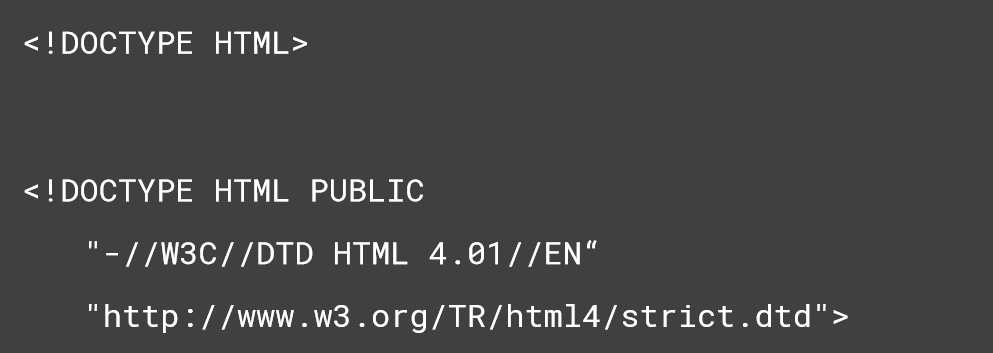 <!DOCTYPE HTML>
<!DOCTYPE HTML PUBLIC
"-//W3C//DTD HTML 4.01//EN“
"http://www.w3.org/TR/html4/strict.dtd">